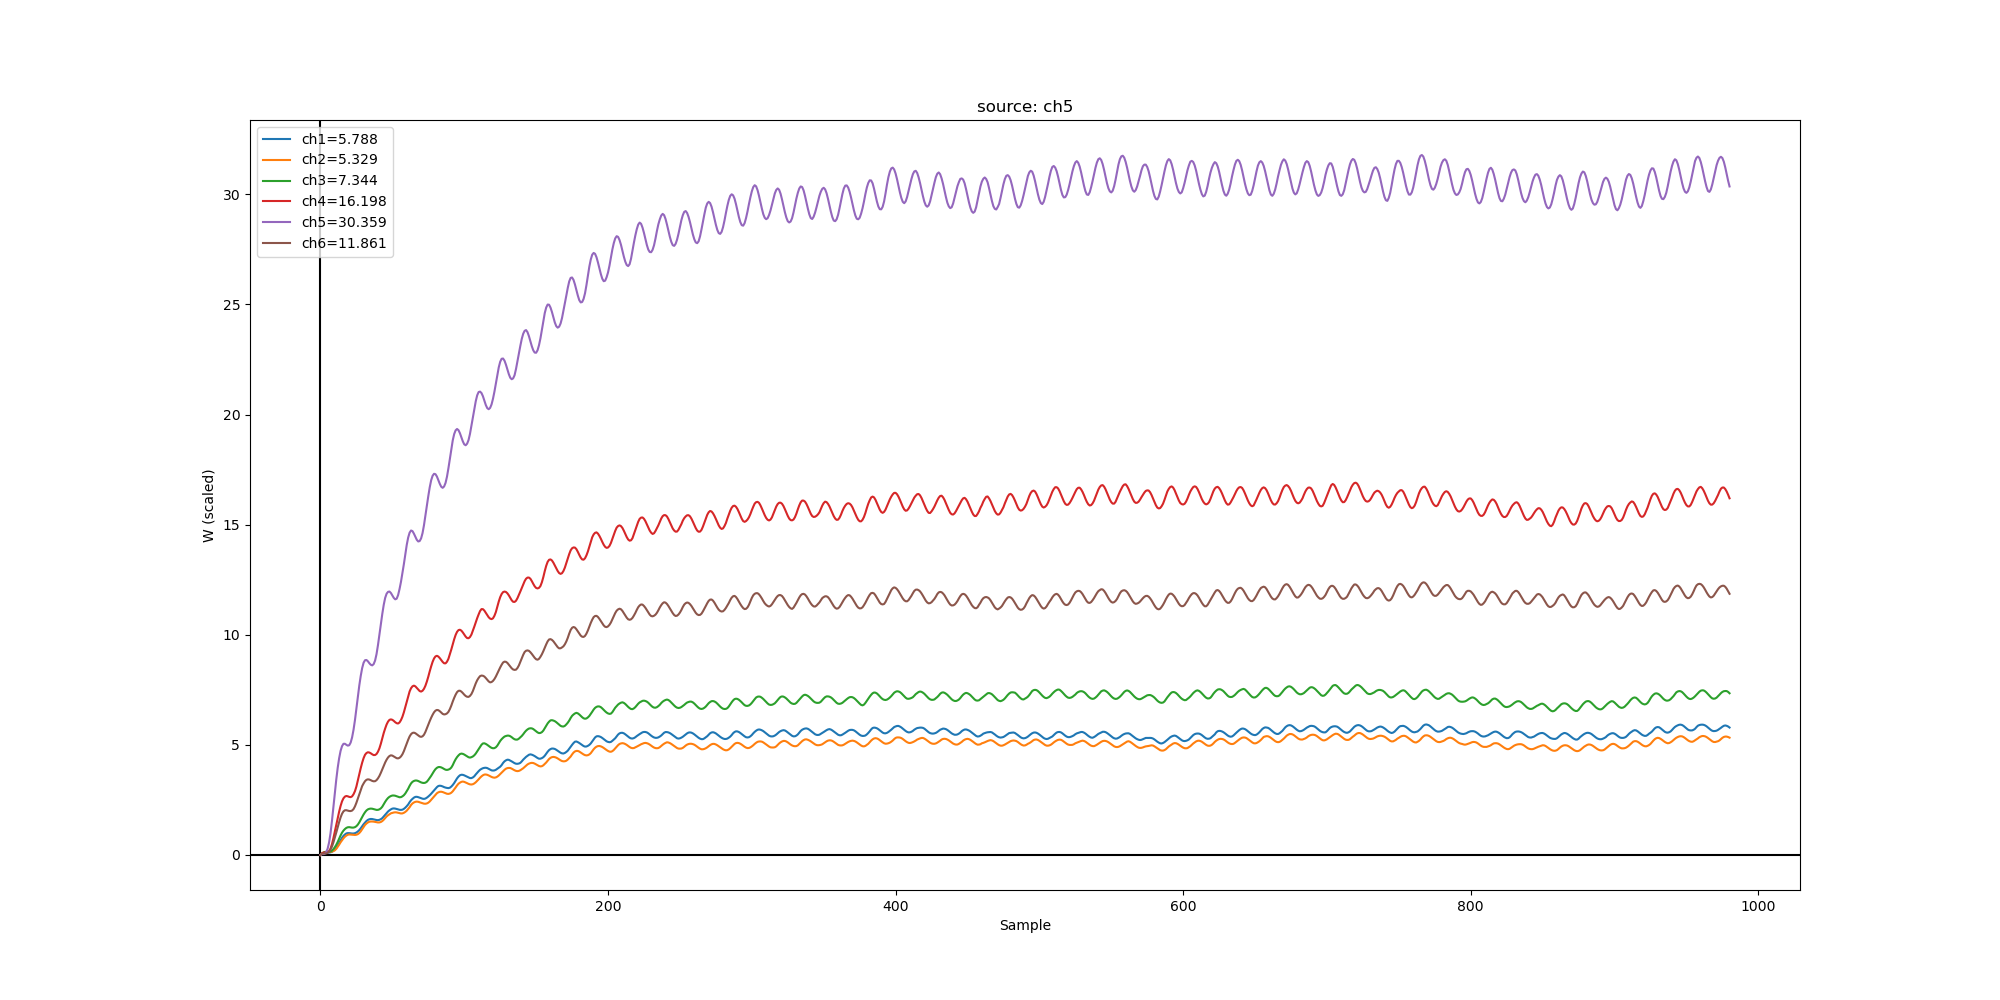 source: ch5
ch1=5.788
ch2=5.329
ch3=7.344
ch4=16.198
ch5=30.359
ch6=11.861
W (scaled)
30
25
20
15
10
5
0
0 200 400 600 800 1000
Sample